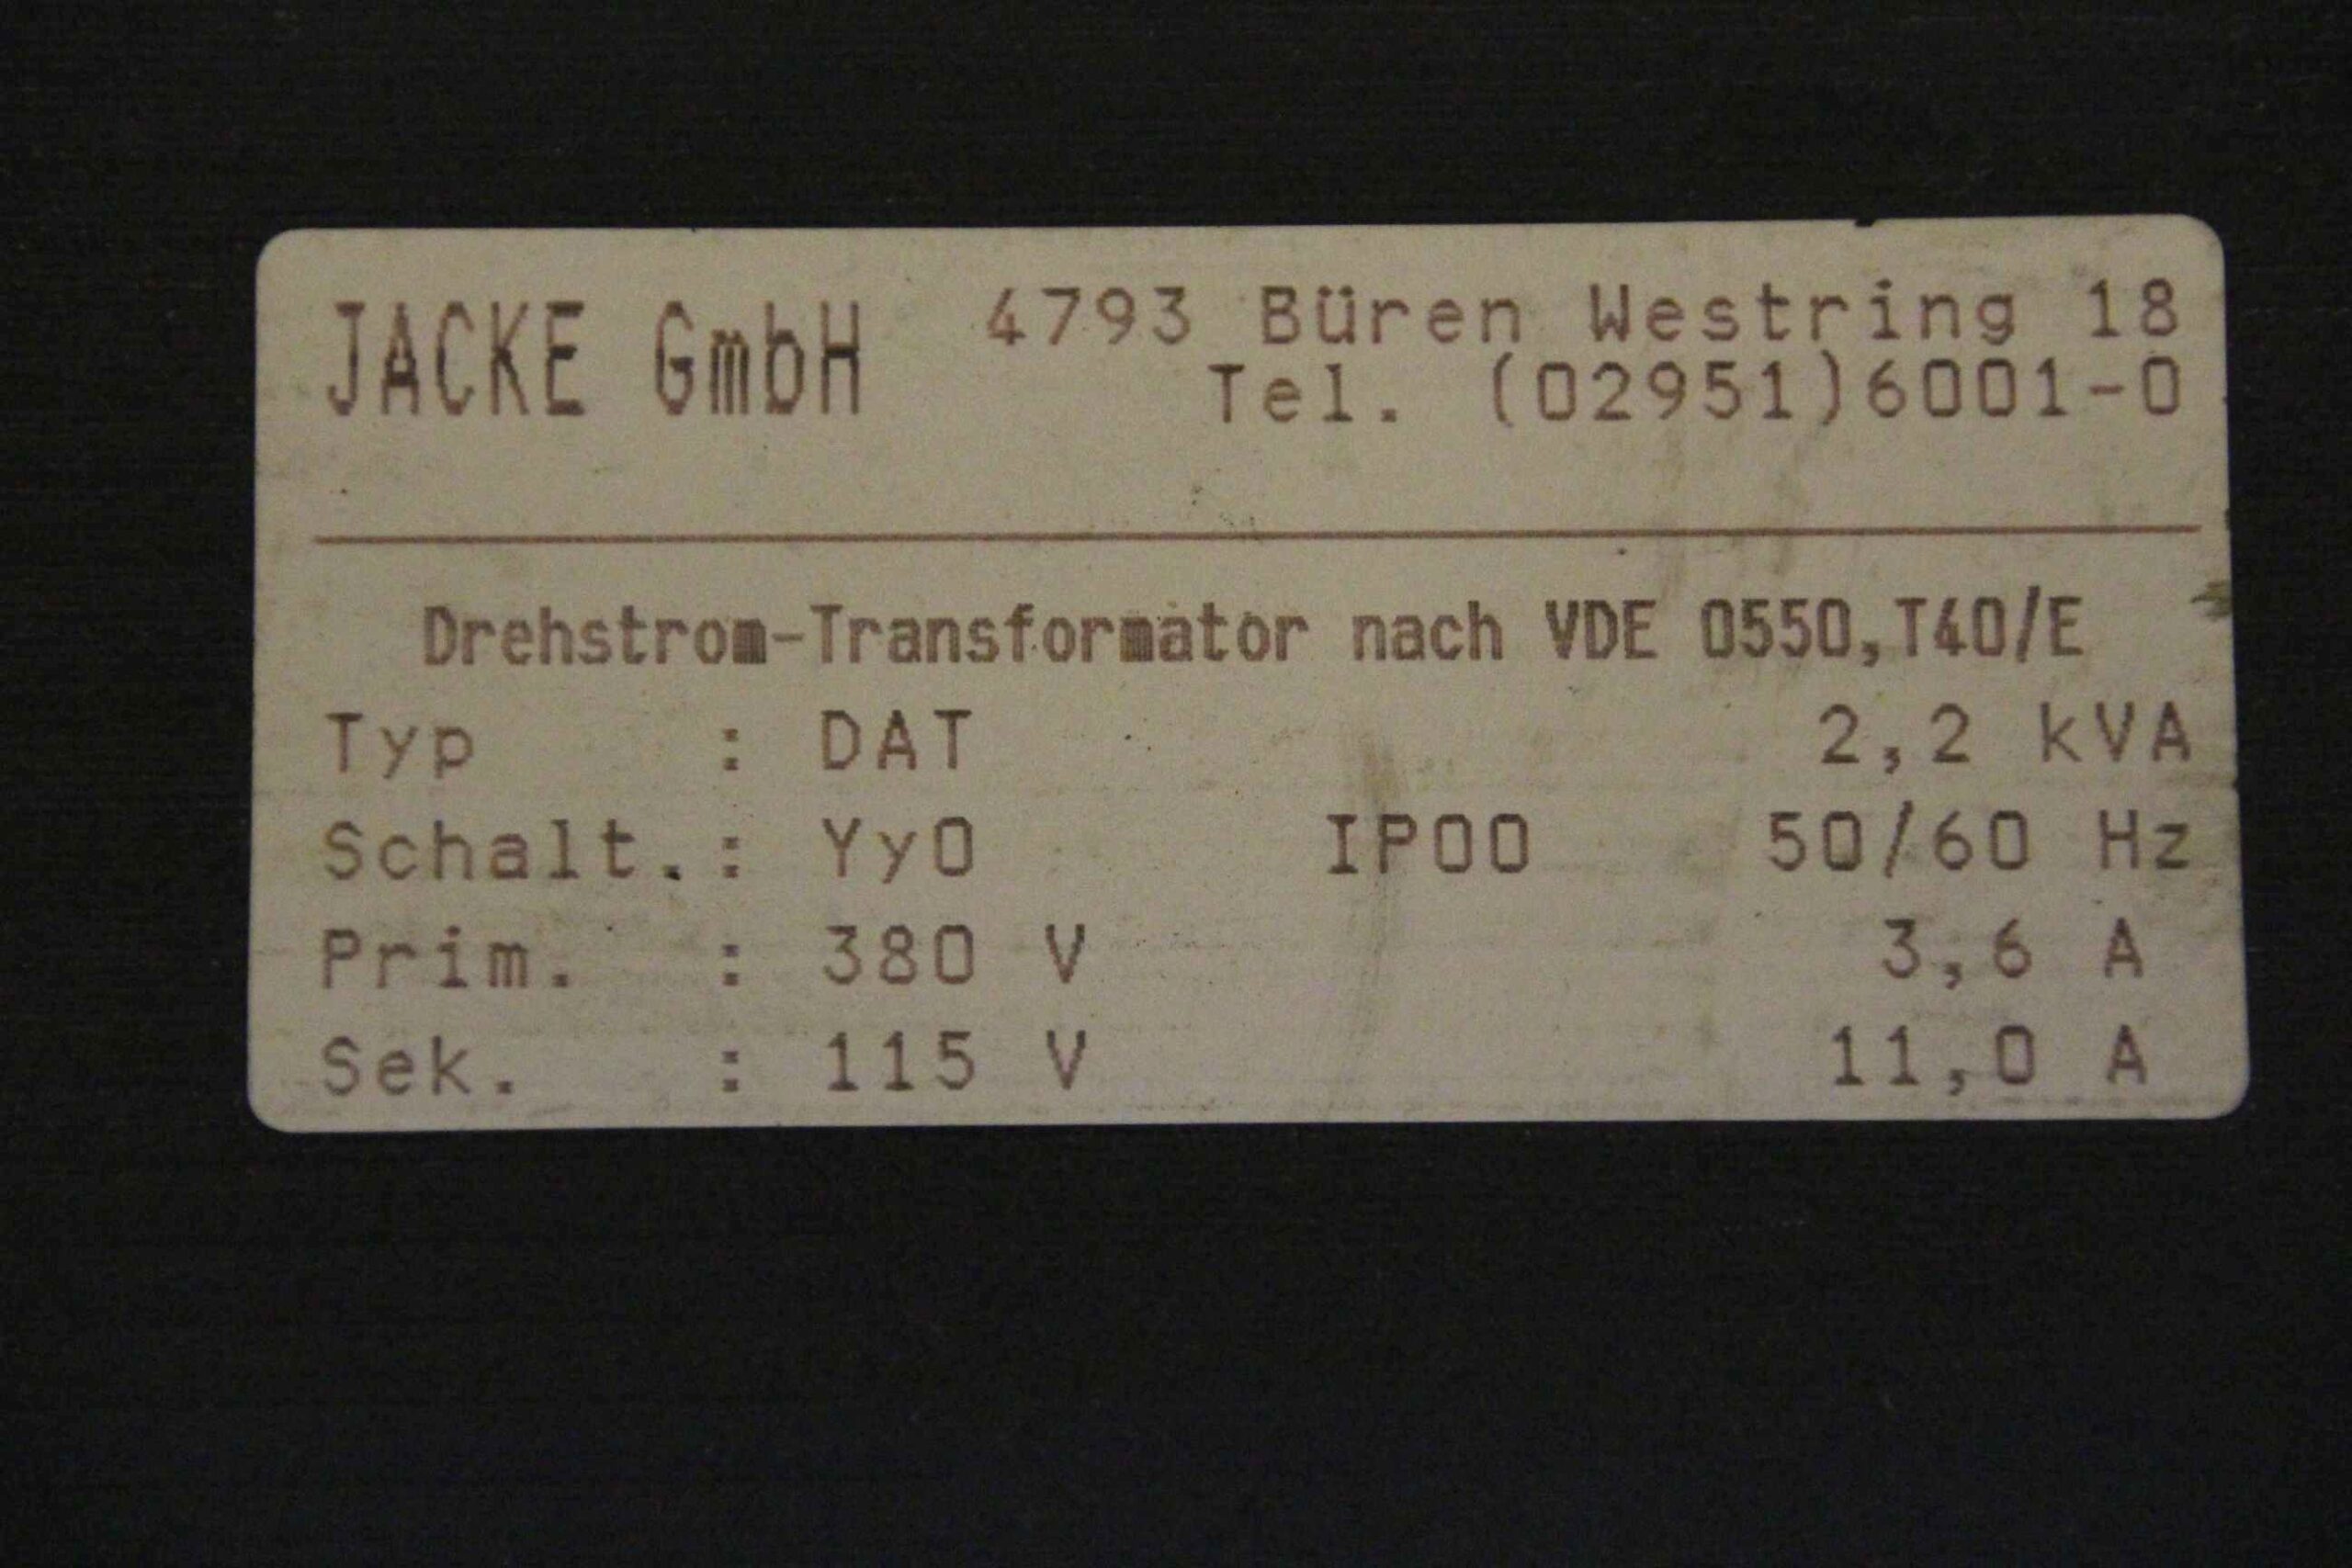 JACKE GmbH 4793 Büren Westring 18
Tel. (02951)6001-0
Drehstrom-Transformator nach VDE 0550,T40/E
Typ : DAT 2,2 kVA
Schalt.: Yy0 IP00 50/60 Hz
Prim. : 380 V 3,6 A
Sek. : 115 V 11,0 A